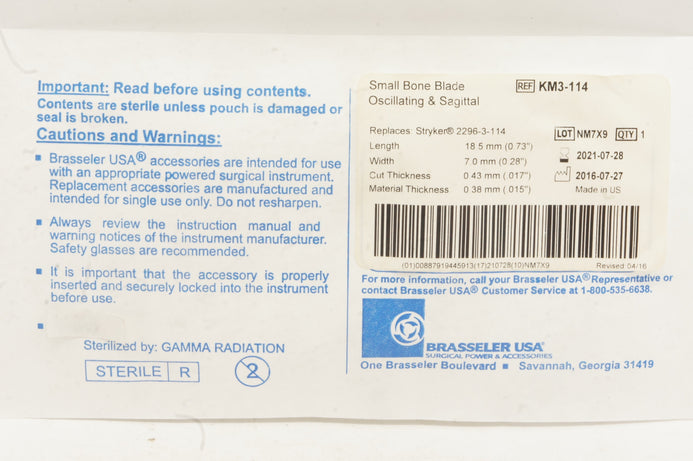 Important: Read before using contents.
Contents are sterile unless pouch is damaged or
seal is broken.
Cautions and Warnings:
■ Brasseler USA® accessories are intended for use
with an appropriate powered surgical instrument.
Replacement accessories are manufactured and
intended for single use only. Do not resharpen.
■ Always review the instruction manual and
warning notices of the instrument manufacturer.
Safety glasses are recommended.
■ It is important that the accessory is properly
inserted and securely locked into the instrument
before use.
■
Sterilized by: GAMMA RADIATION
STERILE R
2
Small Bone Blade
Oscillating & Sagittal
REF KM3-114
Replaces: Stryker® 2296-3-114
Length 18.5 mm (0.73")
Width 7.0 mm (0.28")
Cut Thickness 0.43 mm (.017")
Material Thickness 0.38 mm (.015")
LOT NM7X9 QTY 1
2021-07-28
2016-07-27
Made in US
(01)00887919445913(17)210728(10)NM7X9
Revised 04/16
For more information, call your Brasseler USA® Representative or
contact Brasseler USA® Customer Service at 1-800-535-6638.
BRASSELER USA®
SURGICAL POWER & ACCESSORIES
One Brasseler Boulevard ■ Savannah, Georgia 31419